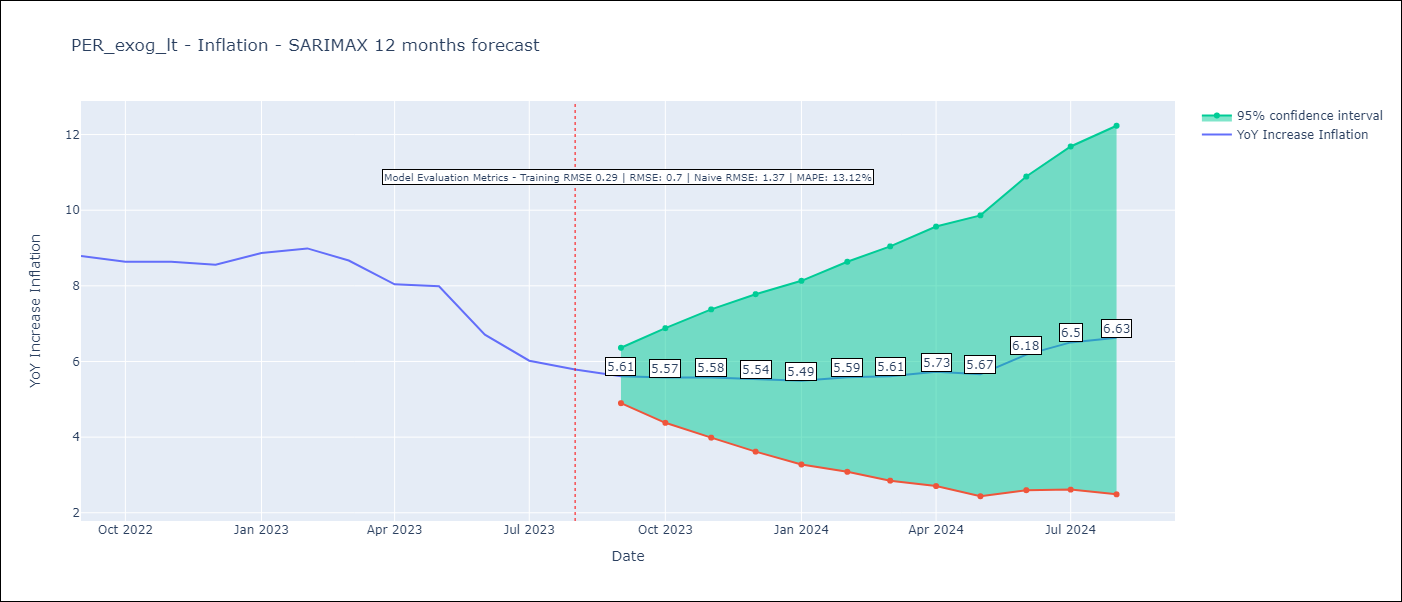 PER_exog_lt - Inflation - SARIMAX 12 months forecast
95% confidence interval
YoY Increase Inflation
Model Evaluation Metrics - Training RMSE 0.29 | RMSE: 0.7 | Naive RMSE: 1.37 | MAPE: 13.12%
YoY Increase Inflation
12
10
8
6
4
2
5.61
5.57
5.58
5.54
5.49
5.59
5.61
5.73
5.67
6.18
6.5
6.63
Oct 2022
Jan 2023
Apr 2023
Jul 2023
Oct 2023
Jan 2024
Apr 2024
Jul 2024
Date